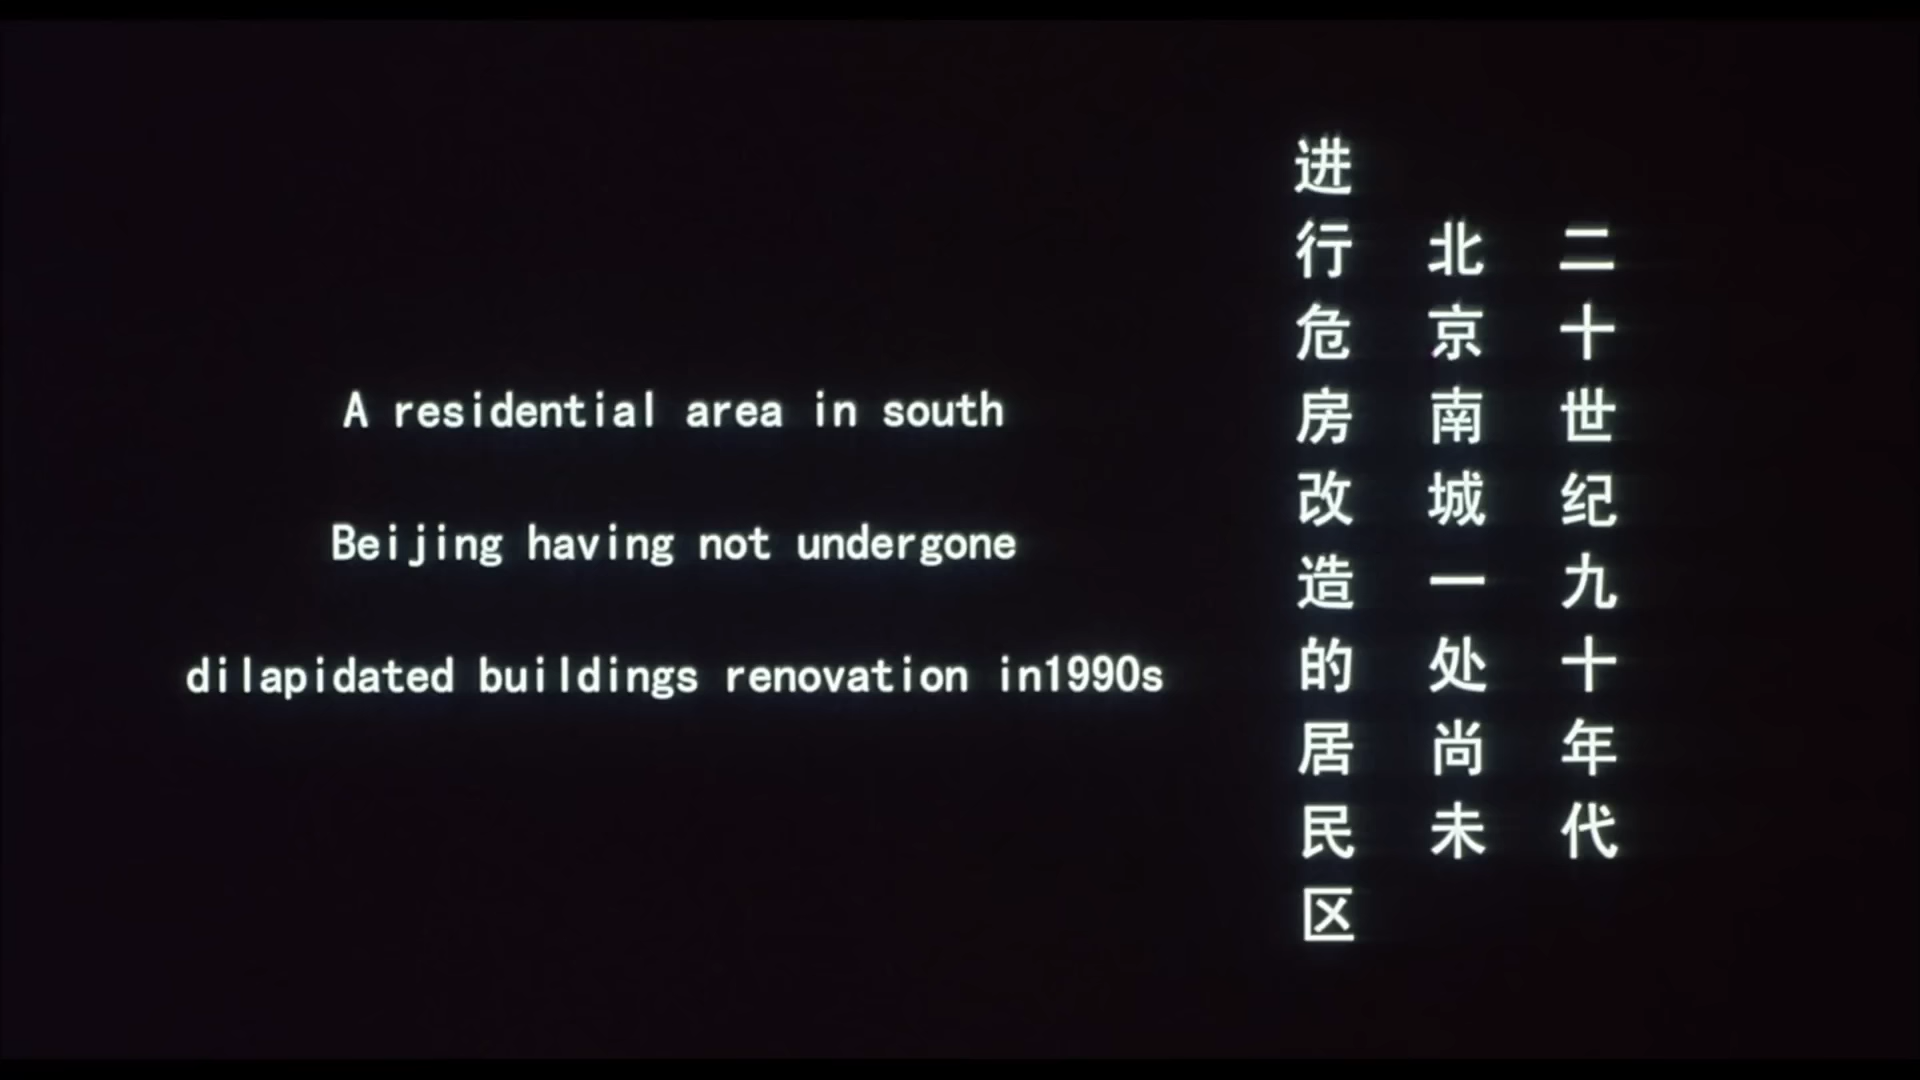 A residential area in south
Beijing having not undergone
dilapidated buildings renovation in1990s
二十世纪九十年代
北京南城一处尚未
进行危房改造的居民区